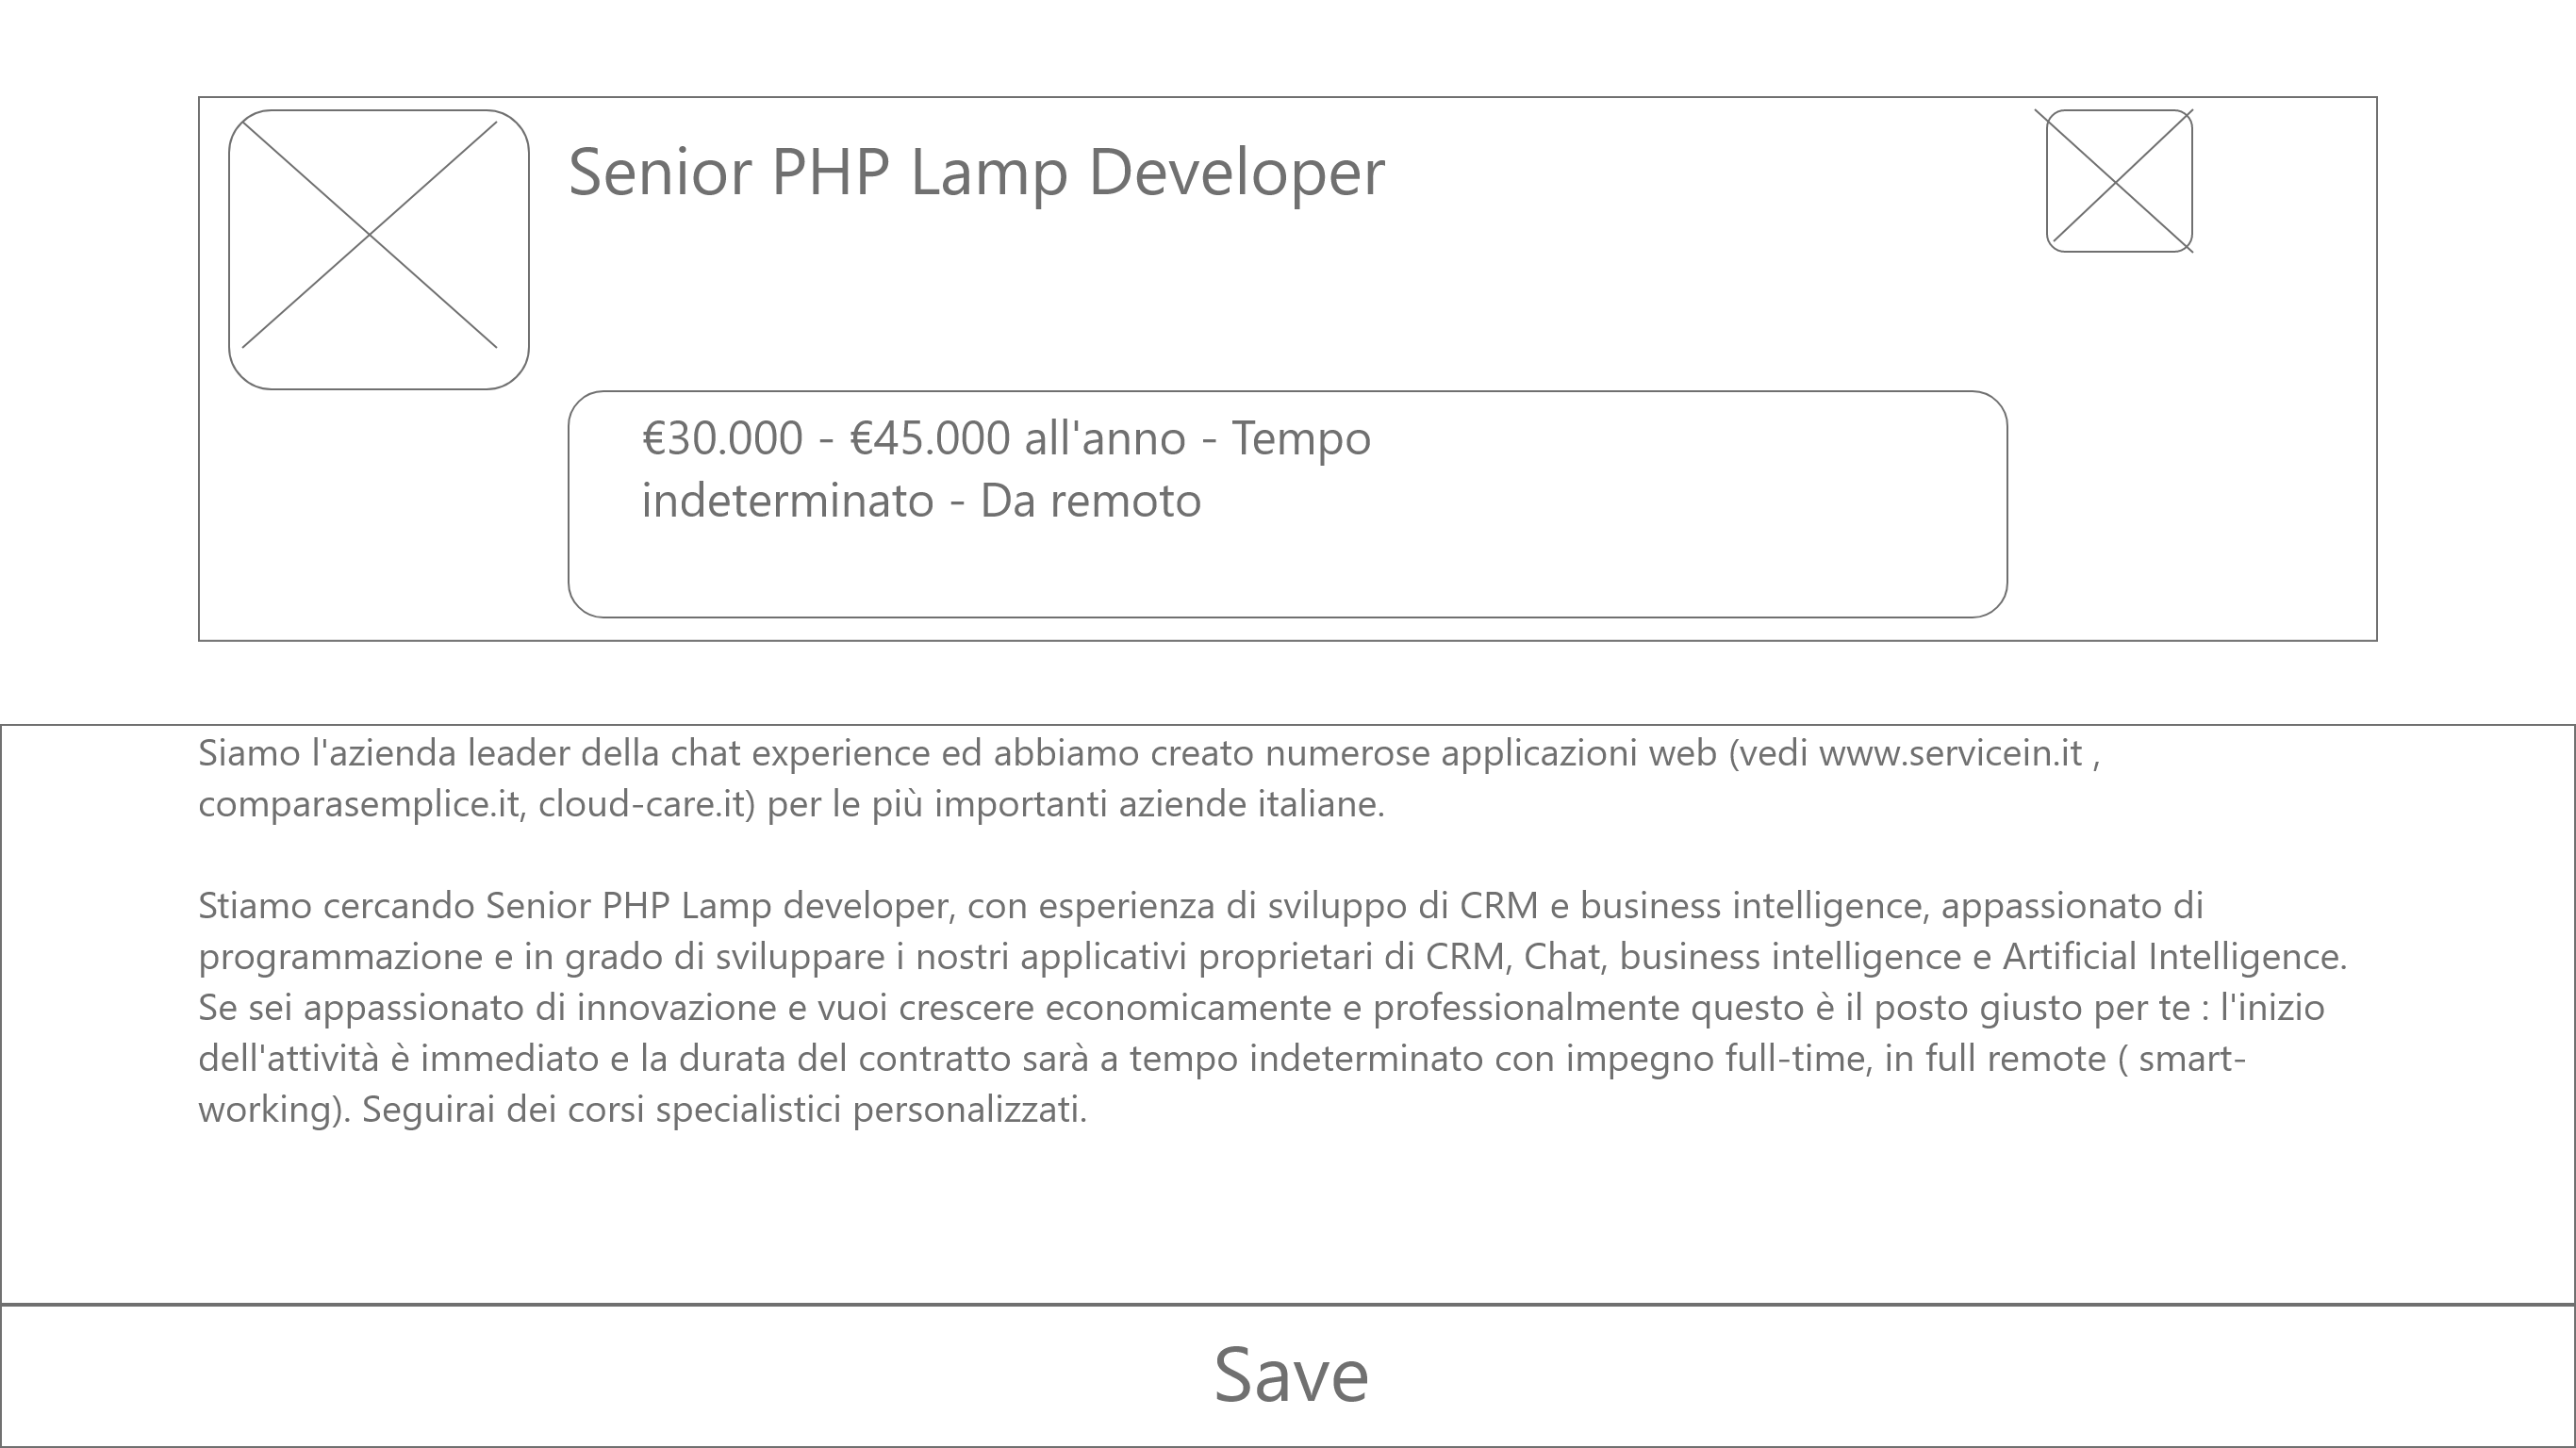 Senior PHP Lamp Developer
€30.000 - €45.000 all'anno - Tempo
indeterminato - Da remoto
Siamo l'azienda leader della chat experience ed abbiamo creato numerose applicazioni web (vedi www.servicein.it ,
comparasemplice.it, cloud-care.it) per le più importanti aziende italiane.
Stiamo cercando Senior PHP Lamp developer, con esperienza di sviluppo di CRM e business intelligence, appassionato di
programmazione e in grado di sviluppare i nostri applicativi proprietari di CRM, Chat, business intelligence e Artificial Intelligence.
Se sei appassionato di innovazione e vuoi crescere economicamente e professionalmente questo è il posto giusto per te : l'inizio
dell'attività è immediato e la durata del contratto sarà a tempo indeterminato con impegno full-time, in full remote ( smart-
working). Seguirai dei corsi specialistici personalizzati.
Save